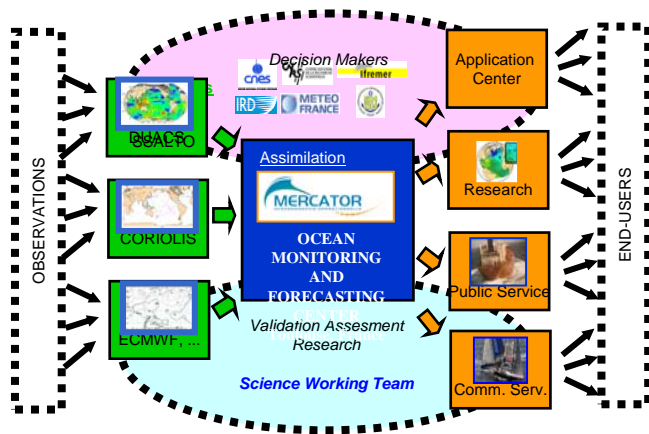 Decision Makers
cnes
CNRS
Ifremer
IRD
METEO
FRANCE
OBSERVATIONS
SSALTO
DUACS
CORIOLIS
ECMWF, ...
Assimilation
MERCATOR
OCEAN
MONITORING
AND
FORECASTING
CENTER
Validation Assesment
Research
Science Working Team
Application
Center
Research
Public Service
Comm. Serv.
END-USERS